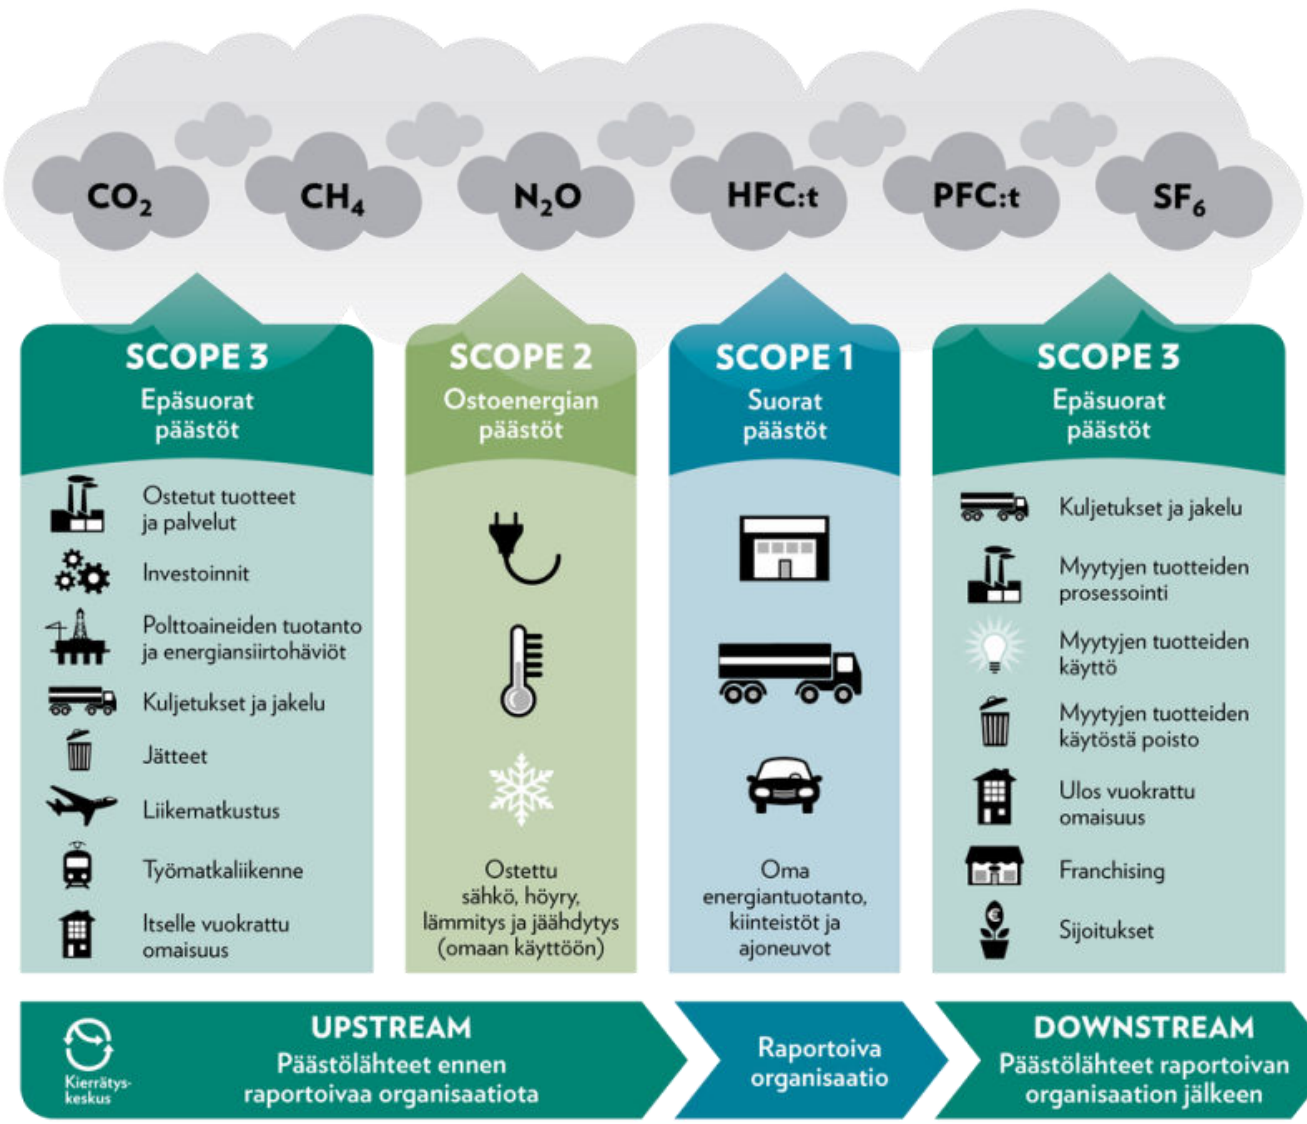 CO₂
CH₄
N₂O
HFC:t
PFC:t
SF₆
SCOPE 3
Epäsuorat
päästöt
Ostetut tuotteet
ja palvelut
Investoinnit
Polttoaineiden tuotanto
ja energiansiirtohäviöt
Kuljetukset ja jakelu
Jätteet
Liikematkustus
Työmatkaliikenne
Itselle vuokrattu
omaisuus
SCOPE 2
Ostoenergian
päästöt
Ostettu
sähkö, höyry,
lämmitys ja jäähdytys
(omaan käyttöön)
SCOPE 1
Suorat
päästöt
Oma
energiantuotanto,
kiinteistöt ja
ajoneuvot
SCOPE 3
Epäsuorat
päästöt
Kuljetukset ja jakelu
Myytyjen tuotteiden
prosessointi
Myytyjen tuotteiden
käyttö
Myytyjen tuotteiden
käytöstä poisto
Ulos vuokrattu
omaisuus
Franchising
€
Sijoitukset
Kierrätys-
keskus
UPSTREAM
Päästölähteet ennen
raportoivaa organisaatiota
Raportoiva
organisaatio
DOWNSTREAM
Päästölähteet raportoivan
organisaation jälkeen